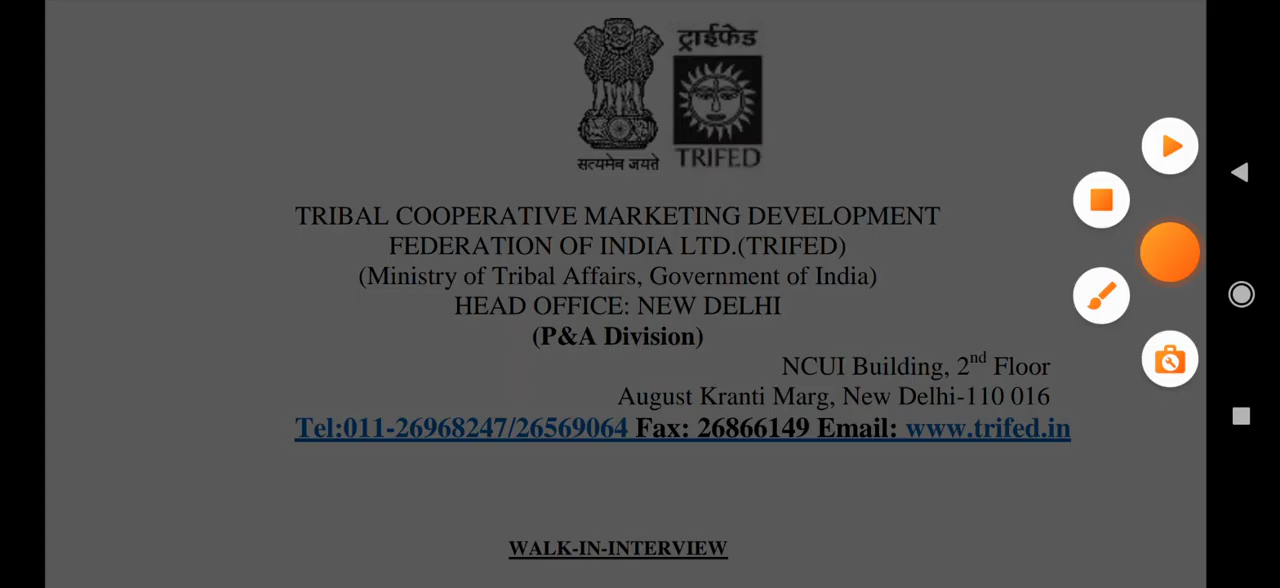 ट्राईफेड
सत्यमेव जयते
TRIFED
TRIBAL COOPERATIVE MARKETING DEVELOPMENT
FEDERATION OF INDIA LTD.(TRIFED)
(Ministry of Tribal Affairs, Government of India)
HEAD OFFICE: NEW DELHI
(P&A Division)
NCUI Building, 2nd Floor
August Kranti Marg, New Delhi-110 016
Tel:011-26968247/26569064 Fax: 26866149 Email: www.trifed.in
WALK-IN-INTERVIEW